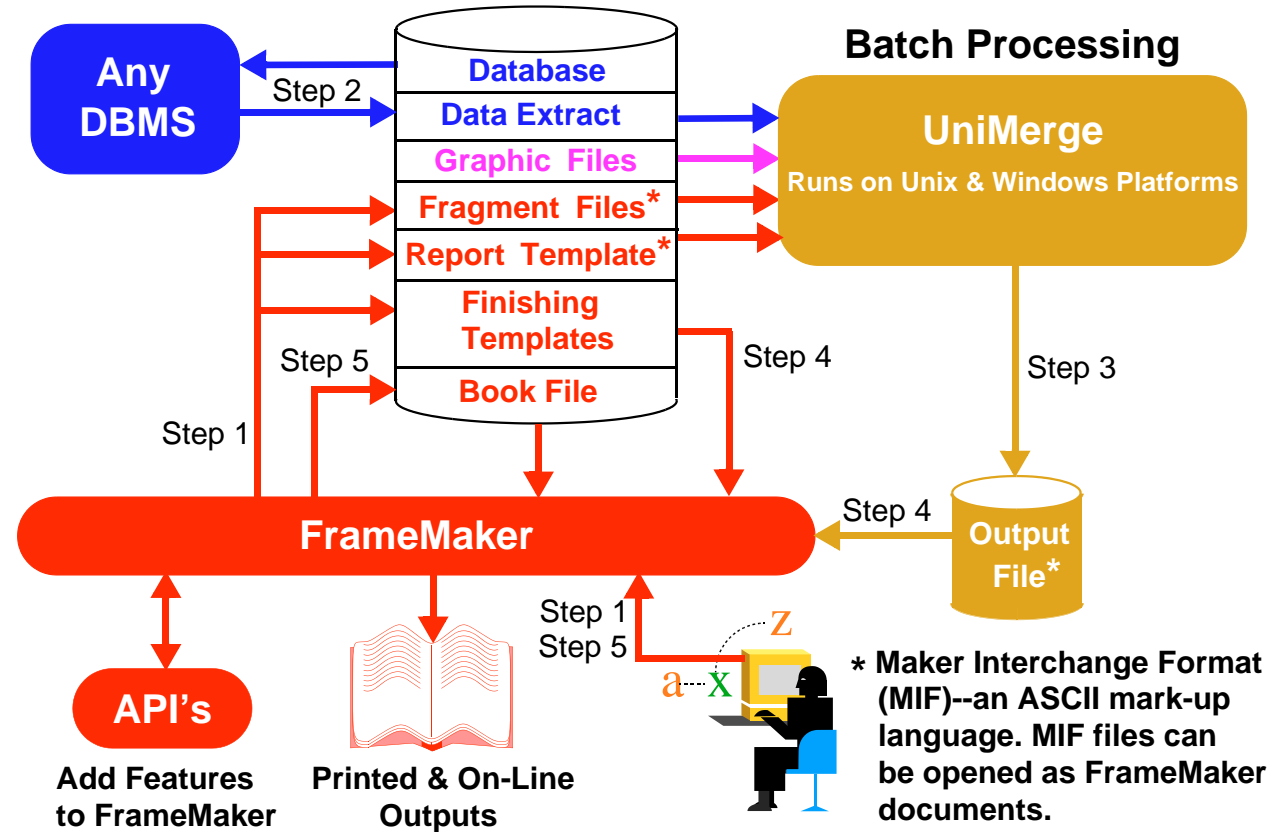 Any
DBMS
Step 2
Database
Data Extract
Graphic Files
Fragment Files*
Report Template*
Finishing
Templates
Book File
Batch Processing
UniMerge
Runs on Unix & Windows Platforms
Step 5
Step 4
Step 3
Step 1
FrameMaker
Step 4
Output
File*
Step 1
Step 5
z
a
x
API's
Add Features
to FrameMaker
Printed & On-Line
Outputs
* Maker Interchange Format
(MIF)--an ASCII mark-up
language. MIF files can
be opened as FrameMaker
documents.